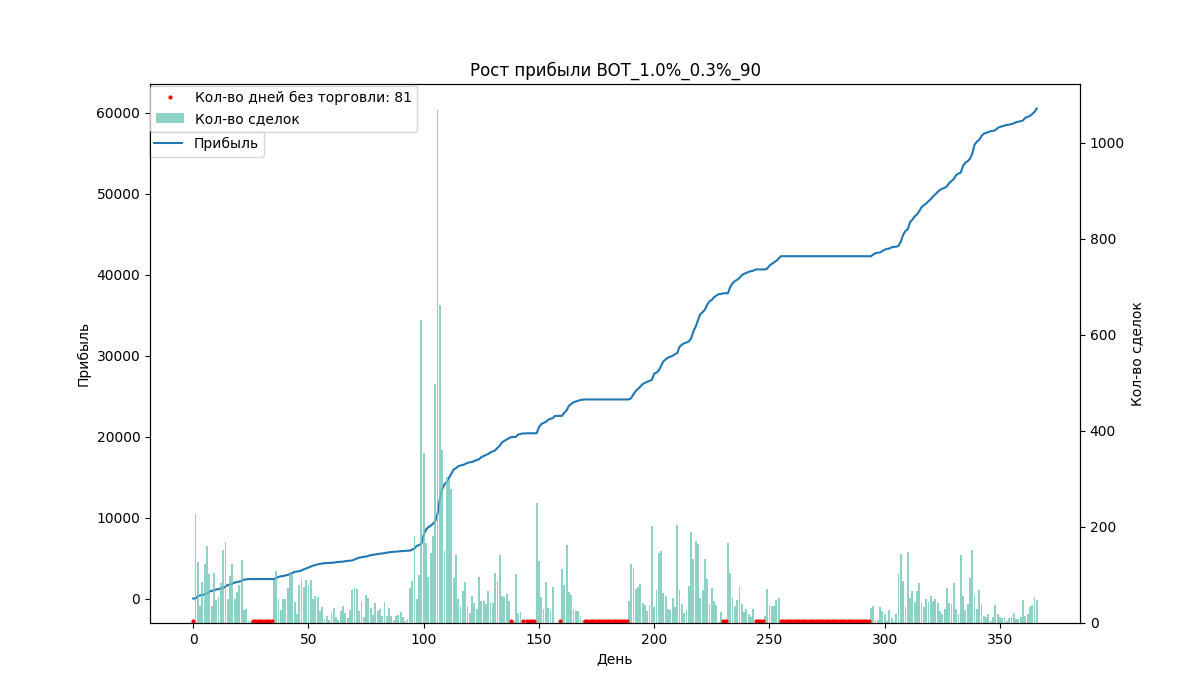 Рост прибыли BOT_1.0%_0.3%_90
Кол-во дней без торговли: 81
Кол-во сделок
Прибыль
60000
50000
40000
30000
20000
10000
0
Прибыль
1000
800
600
400
200
0
Кол-во сделок
0 50 100 150 200 250 300 350
День